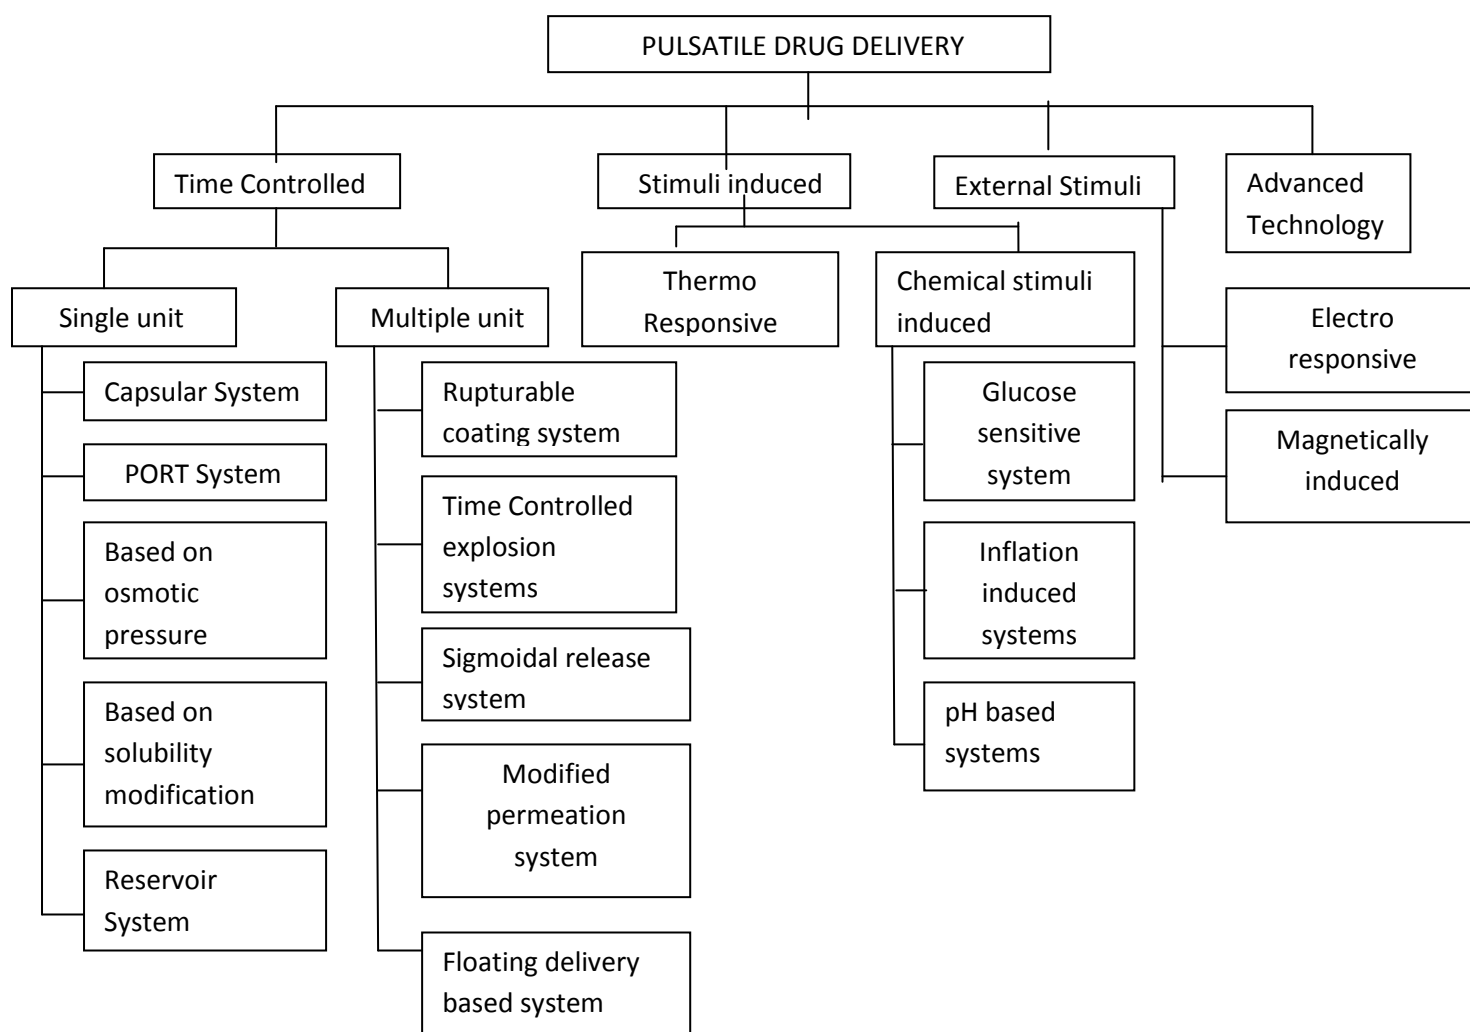 PULSATILE DRUG DELIVERY
Time Controlled
Stimuli induced
External Stimuli
Advanced
Technology
Single unit
Multiple unit
Thermo
Responsive
Chemical stimuli
induced
Electro
responsive
Magnetically
induced
Capsular System
PORT System
Based on
osmotic
pressure
Based on
solubility
modification
Reservoir
System
Rupturable
coating system
Time Controlled
explosion
systems
Sigmoidal release
system
Modified
permeation
system
Floating delivery
based system
Glucose
sensitive
system
Inflation
induced
systems
pH based
systems